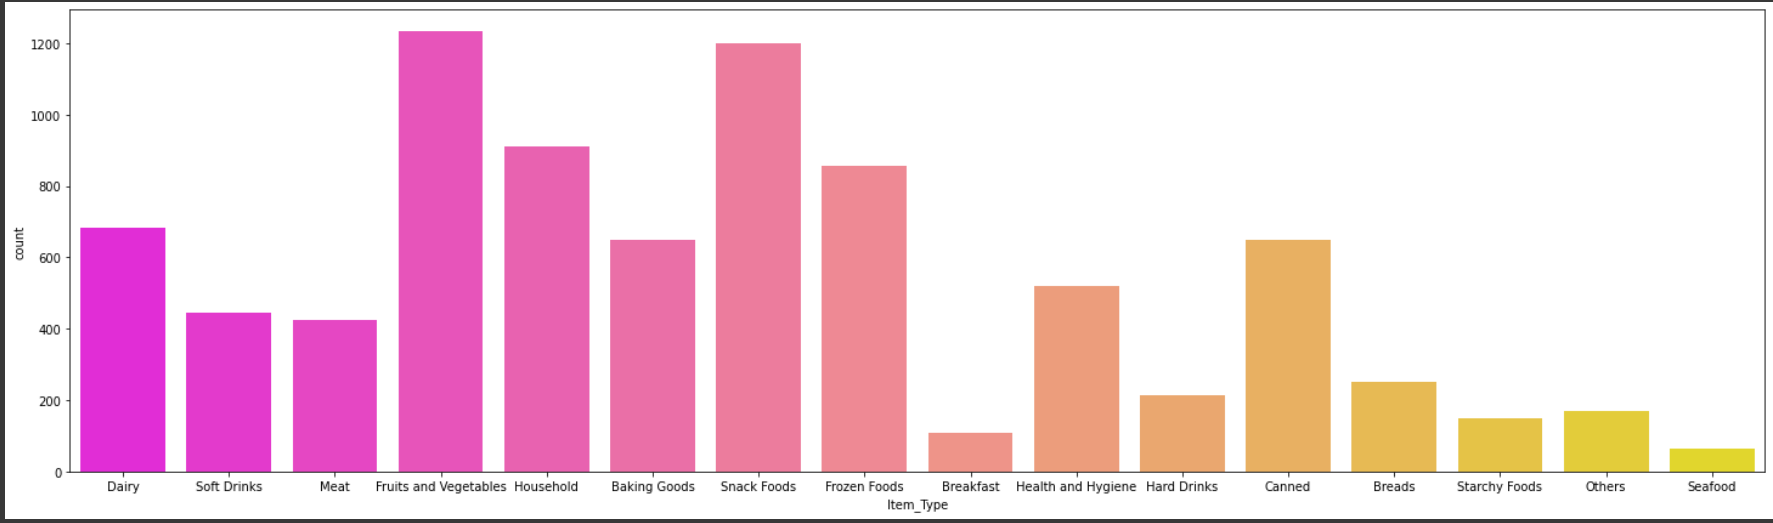 1200
1000
800
600
400
200
0
count
Dairy Soft Drinks Meat Fruits and Vegetables Household Baking Goods Snack Foods Frozen Foods Breakfast Health and Hygiene Hard Drinks Canned Breads Starchy Foods Others Seafood
Item_Type